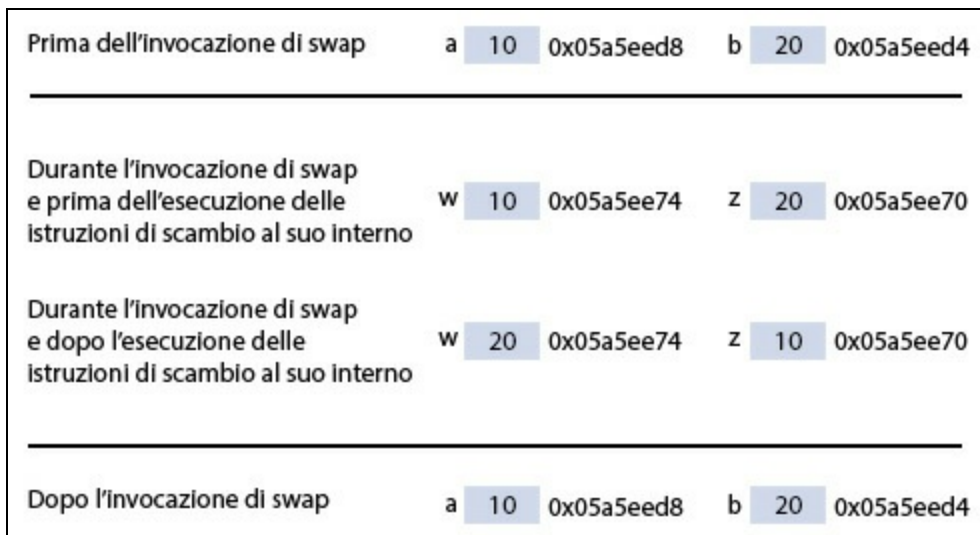 Prima dell'invocazione di swap a 10 0x05a5eed8 b 20 0x05a5eed4
Durante l'invocazione di swap
e prima dell'esecuzione delle w 10 0x05a5ee74 z 20 0x05a5ee70
istruzioni di scambio al suo interno
Durante l'invocazione di swap
e dopo l'esecuzione delle w 20 0x05a5ee74 z 10 0x05a5ee70
istruzioni di scambio al suo interno
Dopo l'invocazione di swap a 10 0x05a5eed8 b 20 0x05a5eed4